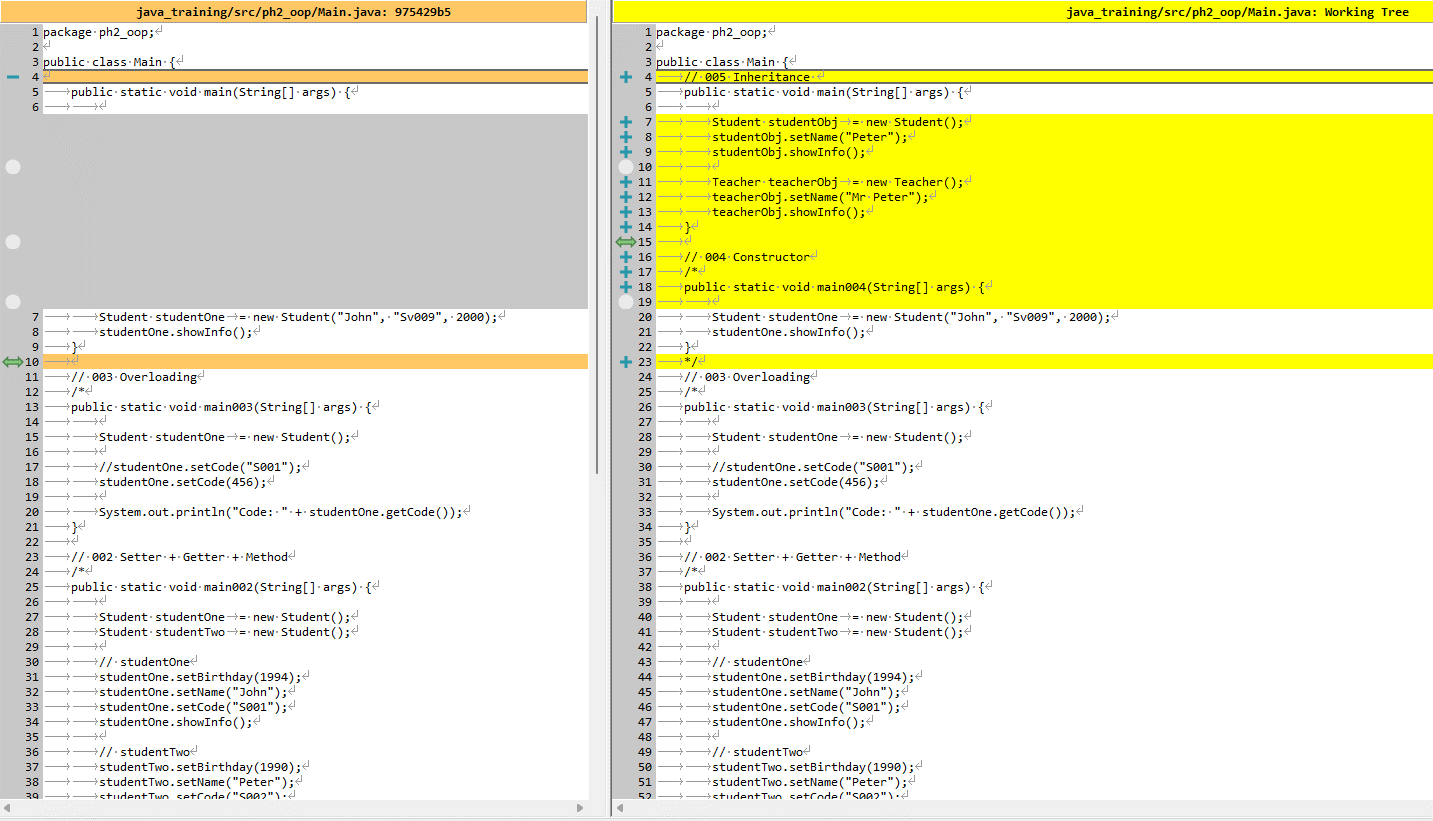 java_training/src/ph2_oop/Main.java: 975429b5
1 package ph2_oop;
2
3 public class Main {
4
5 public static void main(String[] args) {
6
7 Student studentOne = new Student("John", "Sv009", 2000);
8 studentOne.showInfo();
9 }
10
11 // 003 Overloading
12 /*
13 public static void main003(String[] args) {
14
15 Student studentOne = new Student();
16
17 //studentOne.setCode("S001");
18 studentOne.setCode(456);
19
20 System.out.println("Code: " + studentOne.getCode());
21 }
22
23 // 002 Setter + Getter + Method
24 /*
25 public static void main002(String[] args) {
26
27 Student studentOne = new Student();
28 Student studentTwo = new Student();
29
30 // studentOne
31 studentOne.setBirthday(1994);
32 studentOne.setName("John");
33 studentOne.setCode("S001");
34 studentOne.showInfo();
35
36 // studentTwo
37 studentTwo.setBirthday(1990);
38 studentTwo.setName("Peter");
39 studentTwo.setCode("S002");
java_training/src/ph2_oop/Main.java: Working Tree
1 package ph2_oop;
2
3 public class Main {
4 // 005 Inheritance
5 public static void main(String[] args) {
6
7 Student studentObj = new Student();
8 studentObj.setName("Peter");
9 studentObj.showInfo();
10
11 Teacher teacherObj = new Teacher();
12 teacherObj.setName("Mr Peter");
13 teacherObj.showInfo();
14 }
15
16 // 004 Constructor
17 /*
18 public static void main004(String[] args) {
19
20 Student studentOne = new Student("John", "Sv009", 2000);
21 studentOne.showInfo();
22 }
23 */
24 // 003 Overloading
25 /*
26 public static void main003(String[] args) {
27
28 Student studentOne = new Student();
29
30 //studentOne.setCode("S001");
31 studentOne.setCode(456);
32
33 System.out.println("Code: " + studentOne.getCode());
34 }
35
36 // 002 Setter + Getter + Method
37 /*
38 public static void main002(String[] args) {
39
40 Student studentOne = new Student();
41 Student studentTwo = new Student();
42
43 // studentOne
44 studentOne.setBirthday(1994);
45 studentOne.setName("John");
46 studentOne.setCode("S001");
47 studentOne.showInfo();
48
49 // studentTwo
50 studentTwo.setBirthday(1990);
51 studentTwo.setName("Peter");
52 studentTwo.setCode("S002");